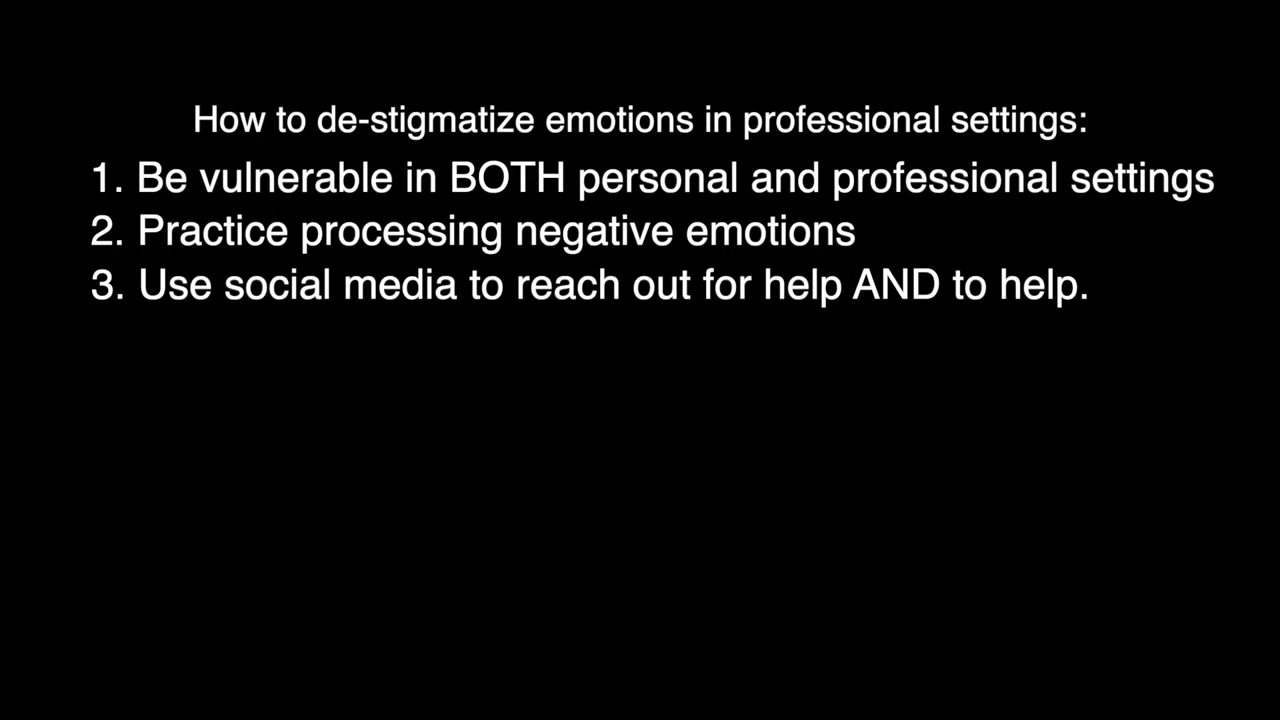 How to de-stigmatize emotions in professional settings:
1. Be vulnerable in BOTH personal and professional settings
2. Practice processing negative emotions
3. Use social media to reach out for help AND to help.